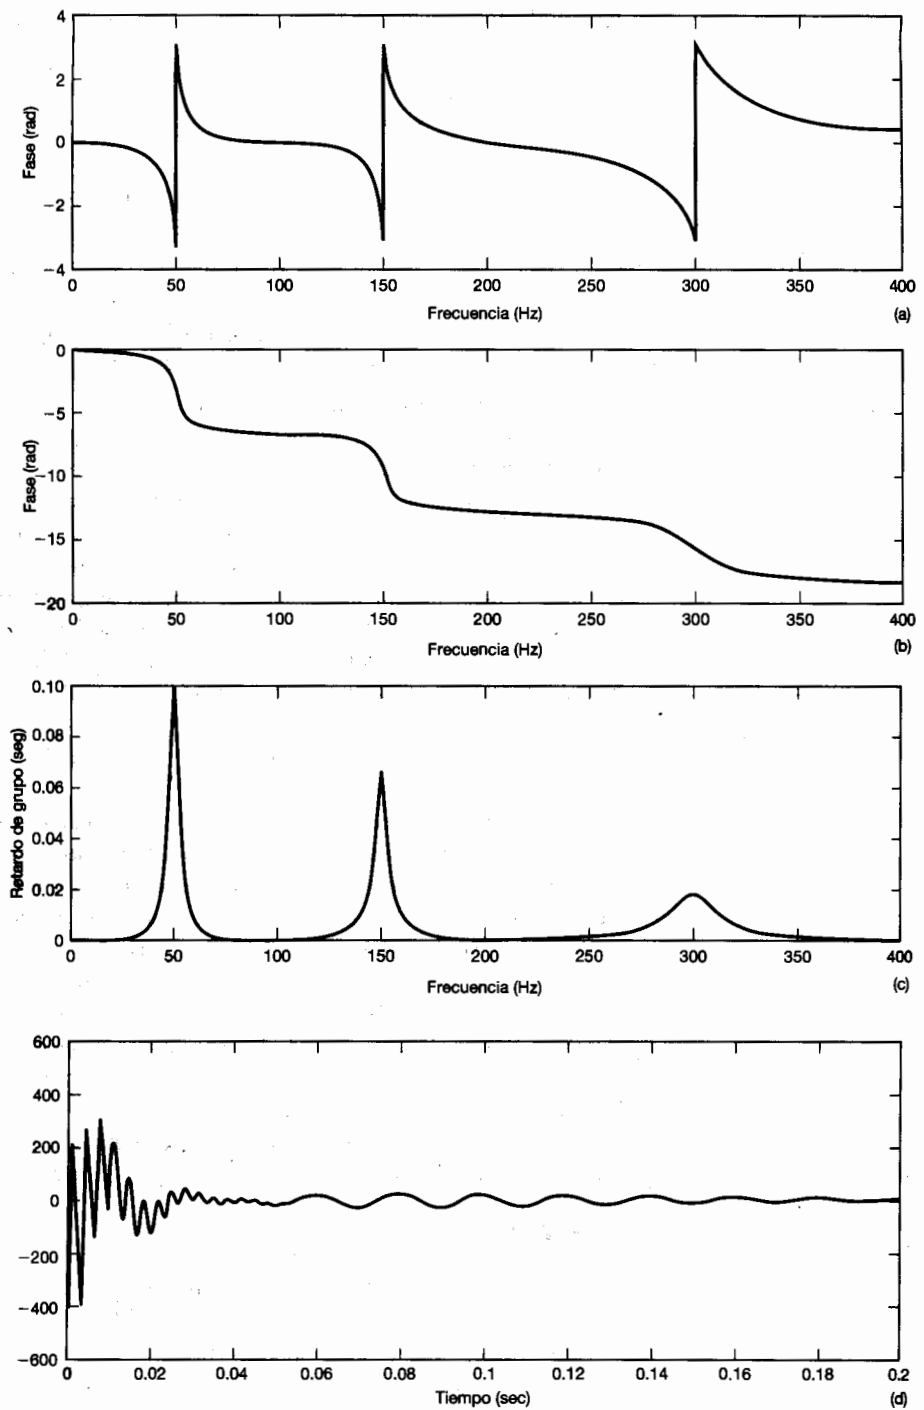 4
2
0
−2
−4
Fase (rad)
0 50 100 150 200 250 300 350 400
Frecuencia (Hz)
(a)
0
−5
−10
−15
−20
Fase (rad)
0 50 100 150 200 250 300 350 400
Frecuencia (Hz)
(b)
0.10
0.08
0.06
0.04
0.02
0
Retardo de grupo (seg)
0 50 100 150 200 250 300 350 400
Frecuencia (Hz)
(c)
600
400
200
0
−200
−400
−600
0 0.02 0.04 0.06 0.08 0.1 0.12 0.14 0.16 0.18 0.2
Tiempo (sec)
(d)